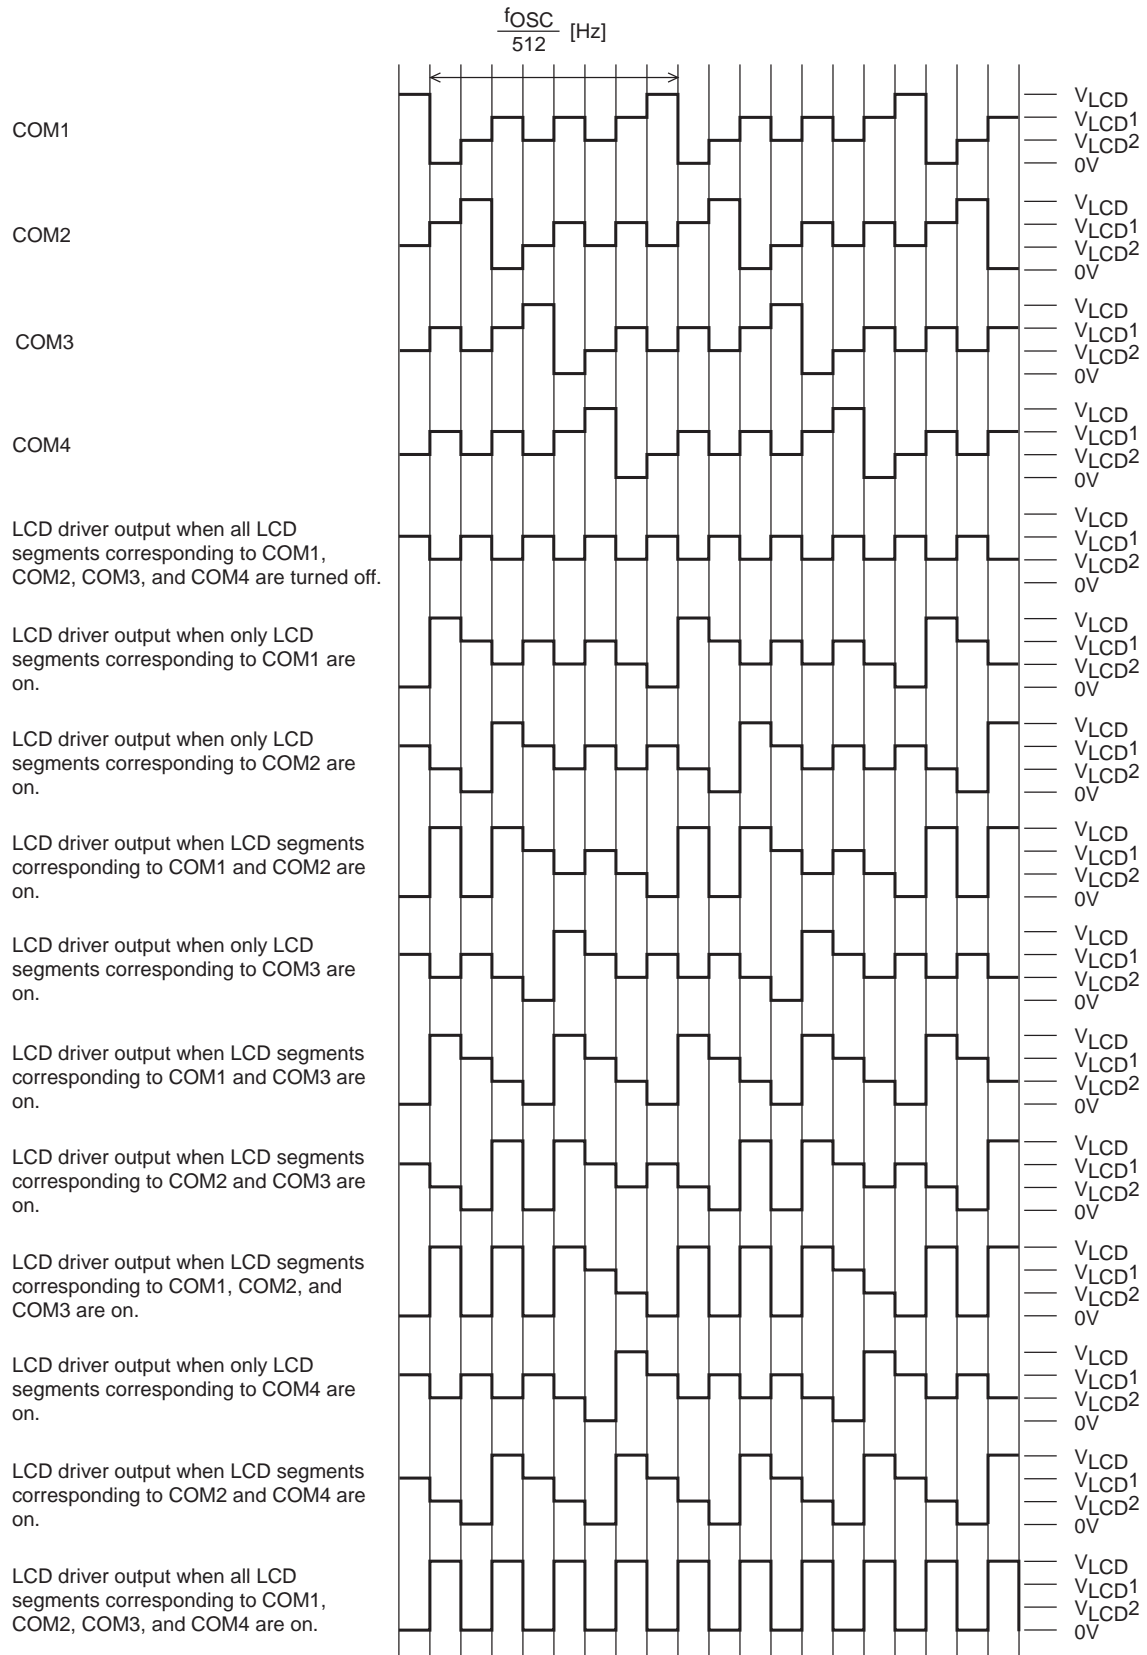 fOSC
512 [Hz]
COM1
VLCD
VLCD1
VLCD2
0V
COM2
VLCD
VLCD1
VLCD2
0V
COM3
VLCD
VLCD1
VLCD2
0V
COM4
VLCD
VLCD1
VLCD2
0V
LCD driver output when all LCD
segments corresponding to COM1,
COM2, COM3, and COM4 are turned off.
VLCD
VLCD1
VLCD2
0V
LCD driver output when only LCD
segments corresponding to COM1 are
on.
VLCD
VLCD1
VLCD2
0V
LCD driver output when only LCD
segments corresponding to COM2 are
on.
VLCD
VLCD1
VLCD2
0V
LCD driver output when LCD segments
corresponding to COM1 and COM2 are
on.
VLCD
VLCD1
VLCD2
0V
LCD driver output when only LCD
segments corresponding to COM3 are
on.
VLCD
VLCD1
VLCD2
0V
LCD driver output when LCD segments
corresponding to COM1 and COM3 are
on.
VLCD
VLCD1
VLCD2
0V
LCD driver output when LCD segments
corresponding to COM2 and COM3 are
on.
VLCD
VLCD1
VLCD2
0V
LCD driver output when LCD segments
corresponding to COM1, COM2, and
COM3 are on.
VLCD
VLCD1
VLCD2
0V
LCD driver output when only LCD
segments corresponding to COM4 are
on.
VLCD
VLCD1
VLCD2
0V
LCD driver output when LCD segments
corresponding to COM2 and COM4 are
on.
VLCD
VLCD1
VLCD2
0V
LCD driver output when all LCD
segments corresponding to COM1,
COM2, COM3, and COM4 are on.
VLCD
VLCD1
VLCD2
0V